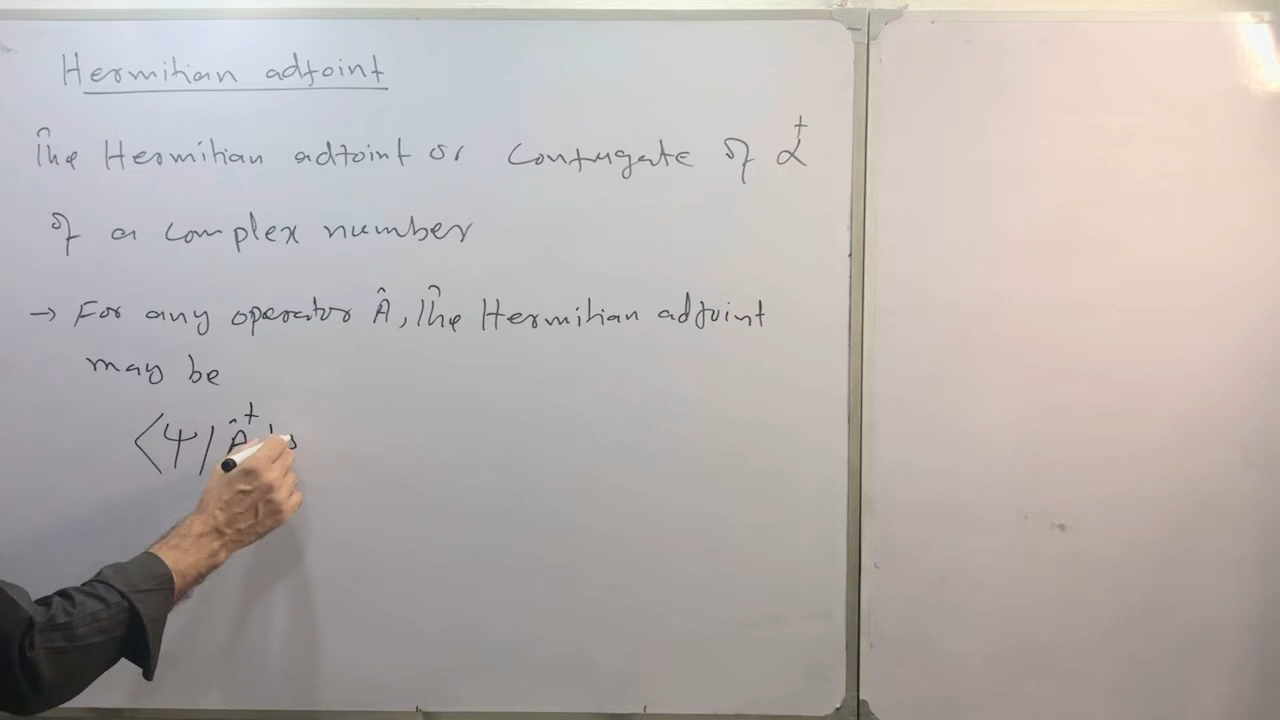 Hermitian adjoint
The Hermitian adjoint or conjugate of α†
of a complex number
→ For any operator Â, The Hermitian adjoint
may be
⟨Ψ| Â† |